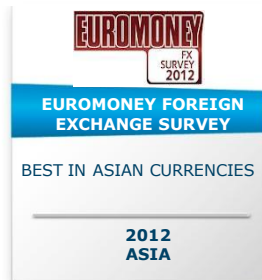 EUROMONEY
FX
SURVEY
2012
EUROMONEY FOREIGN
EXCHANGE SURVEY
BEST IN ASIAN CURRENCIES
2012
ASIA